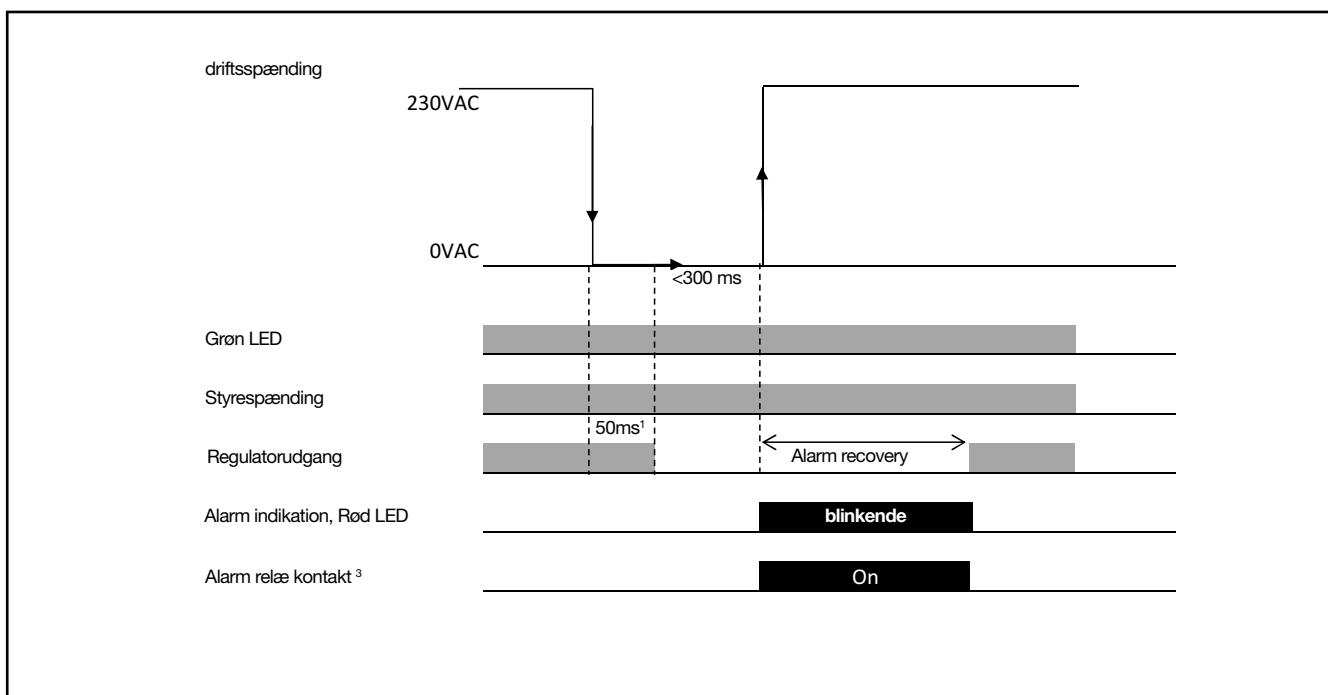 driftsspænding
230VAC
0VAC
<300 ms
Grøn LED
Styrespænding
50ms¹
Regulatorudgang
Alarm recovery
Alarm indikation, Rød LED
blinkende
Alarm relæ kontakt ³
On